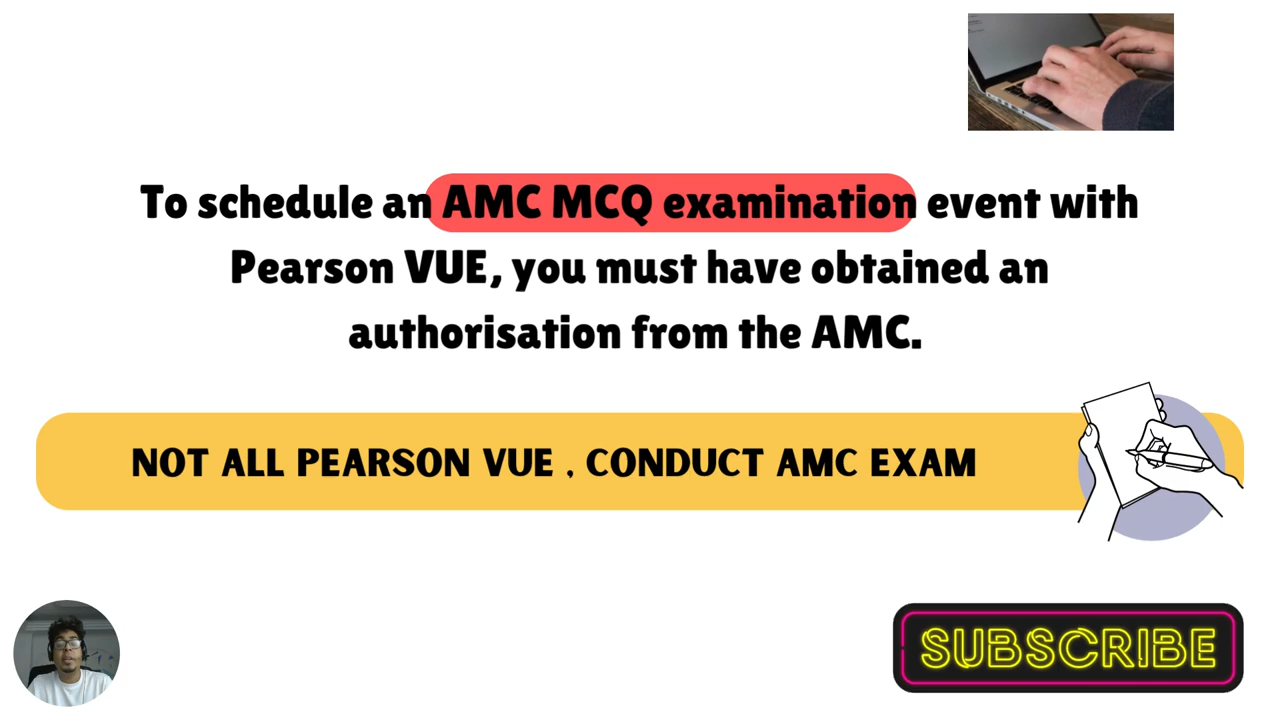 To schedule an AMC MCQ examination event with
Pearson VUE, you must have obtained an
authorisation from the AMC.
NOT ALL PEARSON VUE , CONDUCT AMC EXAM
SUBSCRIBE